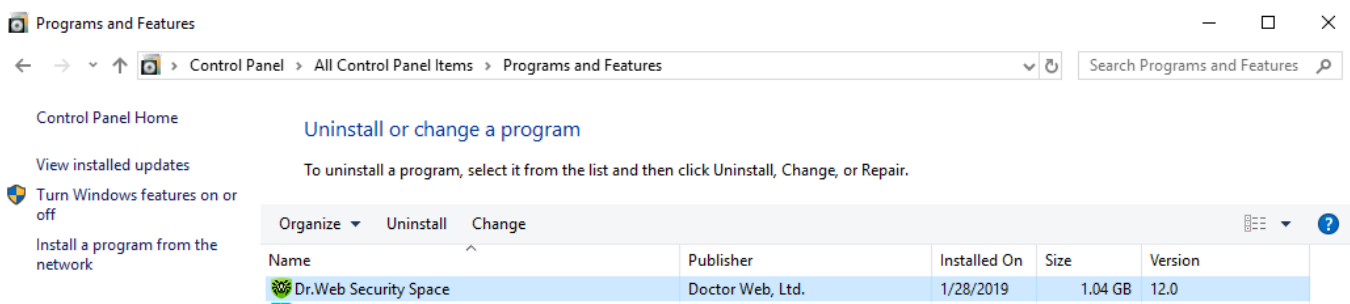 Programs and Features
Control Panel > All Control Panel Items > Programs and Features
Search Programs and Features
Control Panel Home
View installed updates
Turn Windows features on or
off
Install a program from the
network
Uninstall or change a program
To uninstall a program, select it from the list and then click Uninstall, Change, or Repair.
Organize Uninstall Change
Name Publisher Installed On Size Version
Dr.Web Security Space Doctor Web, Ltd. 1/28/2019 1.04 GB 12.0